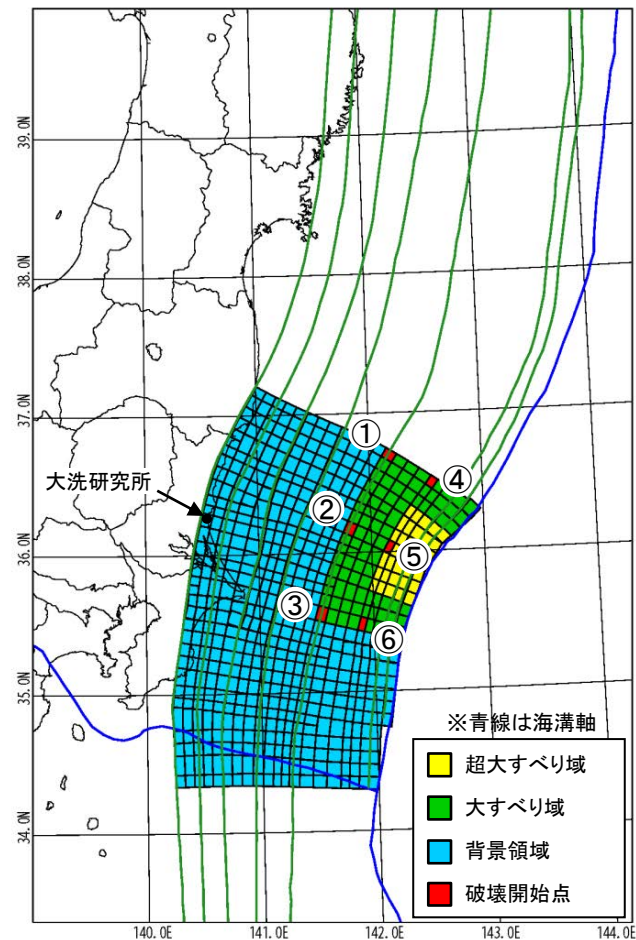 39.0N
38.0N
37.0N
①
④
大洗研究所
②
36.0N
⑤
③
⑥
35.0N
※青線は海溝軸
超大すべり域
大すべり域
34.0N
背景領域
破壊開始点
140.0E 141.0E 142.0E 143.0E 144.0E